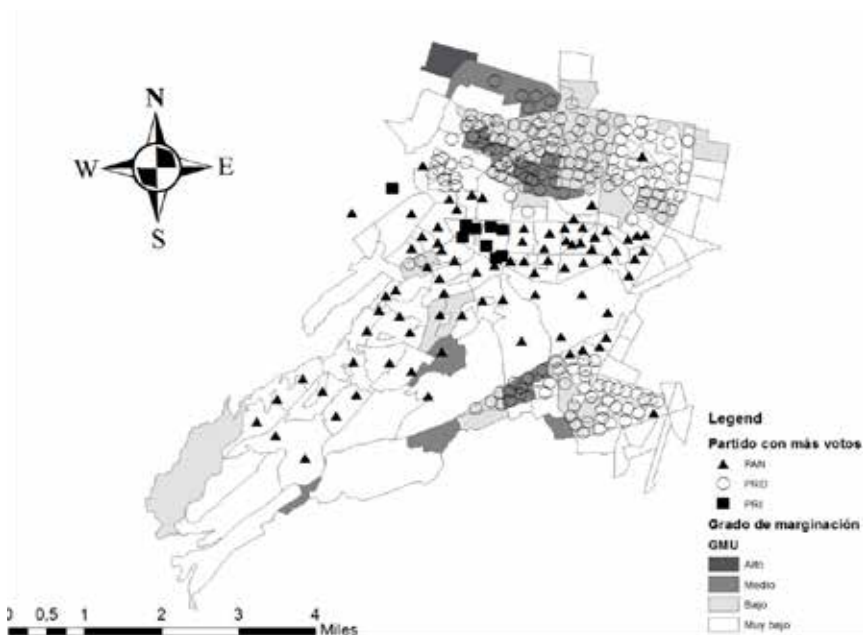 N
W E
S
Legend
Partido con más votos
PAN
PRD
PRI
Grado de marginación
GMU
Alto
Medio
Bajo
Muy bajo
0 0,5 1 2 3 4
Miles